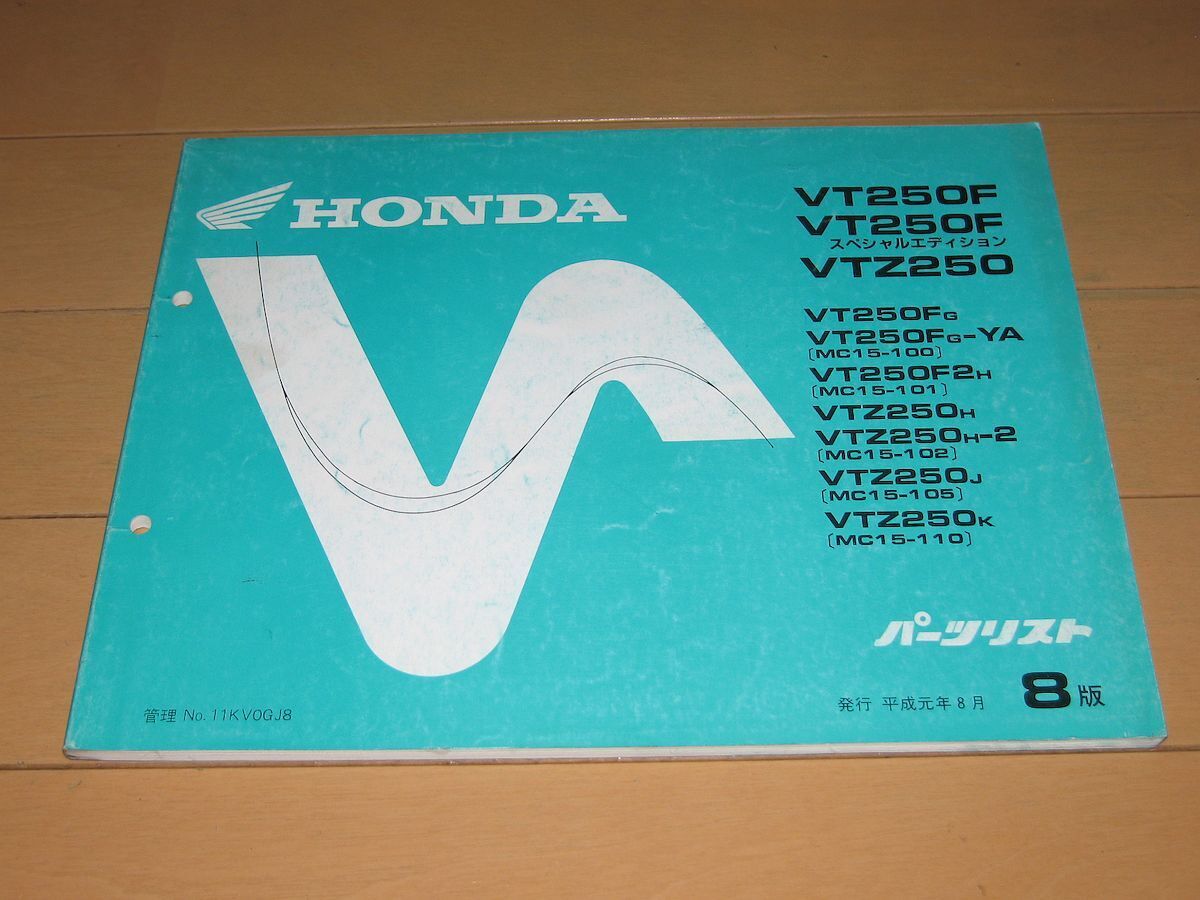 HONDA
VT250F
VT250F
スペシャルエディション
VTZ250
VT250FG
VT250FG-YA
〔MC15-100〕
VT250F2H
〔MC15-101〕
VTZ250H
VTZ250H-2
〔MC15-102〕
VTZ250J
〔MC15-105〕
VTZ250K
〔MC15-110〕
パーツリスト
8版
発行 平成元年8月
管理 No.11KV0GJ8